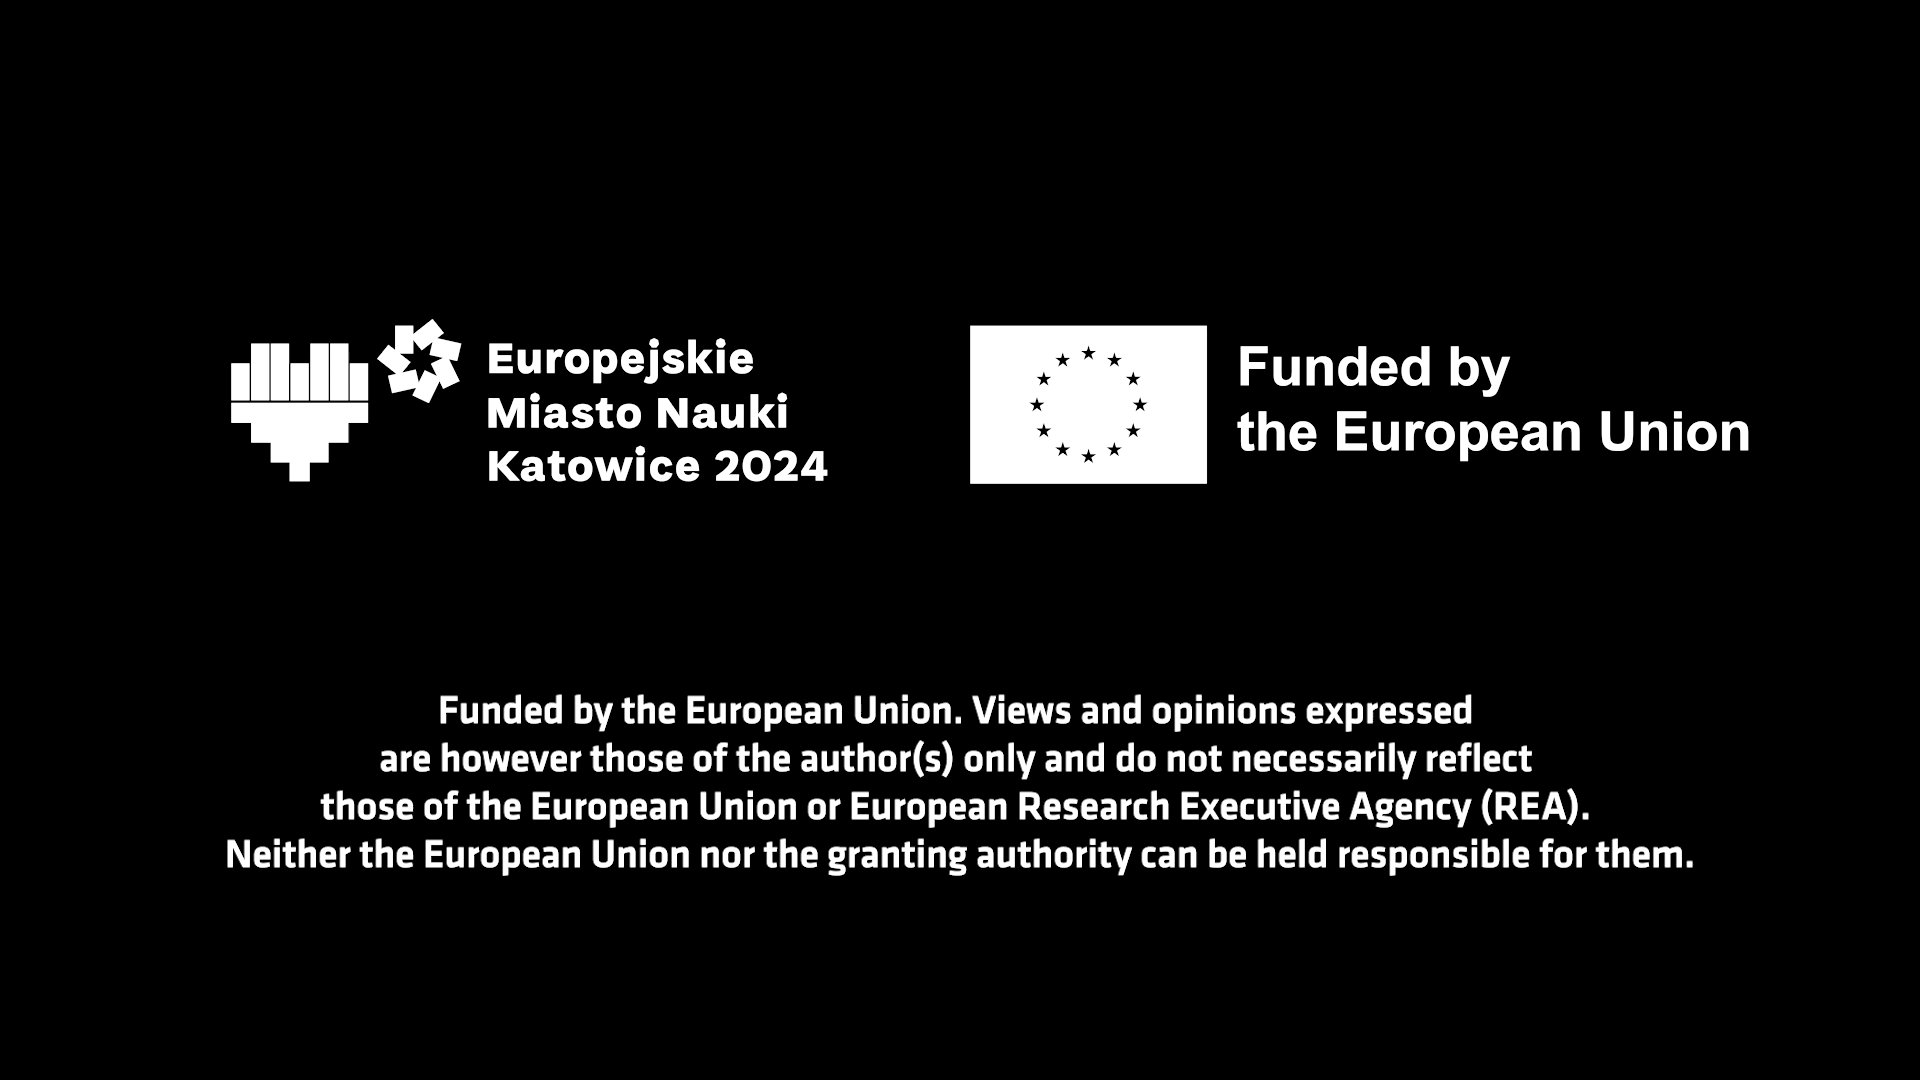 Europejskie
Miasto Nauki
Katowice 2024
Funded by
the European Union
Funded by the European Union. Views and opinions expressed
are however those of the author(s) only and do not necessarily reflect
those of the European Union or European Research Executive Agency (REA).
Neither the European Union nor the granting authority can be held responsible for them.